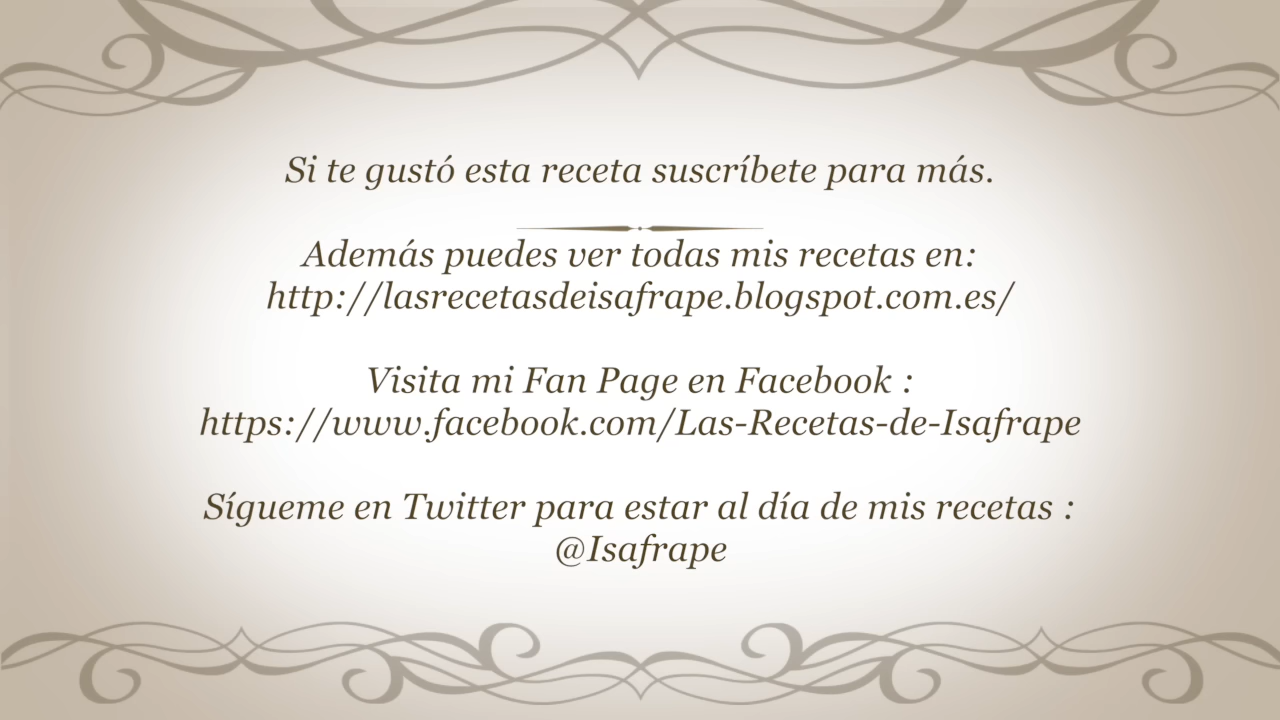 Si te gustó esta receta suscríbete para más.
Además puedes ver todas mis recetas en:
http://lasrecetasdeisafrape.blogspot.com.es/
Visita mi Fan Page en Facebook :
https://www.facebook.com/Las-Recetas-de-Isafrape
Sígueme en Twitter para estar al día de mis recetas :
@Isafrape